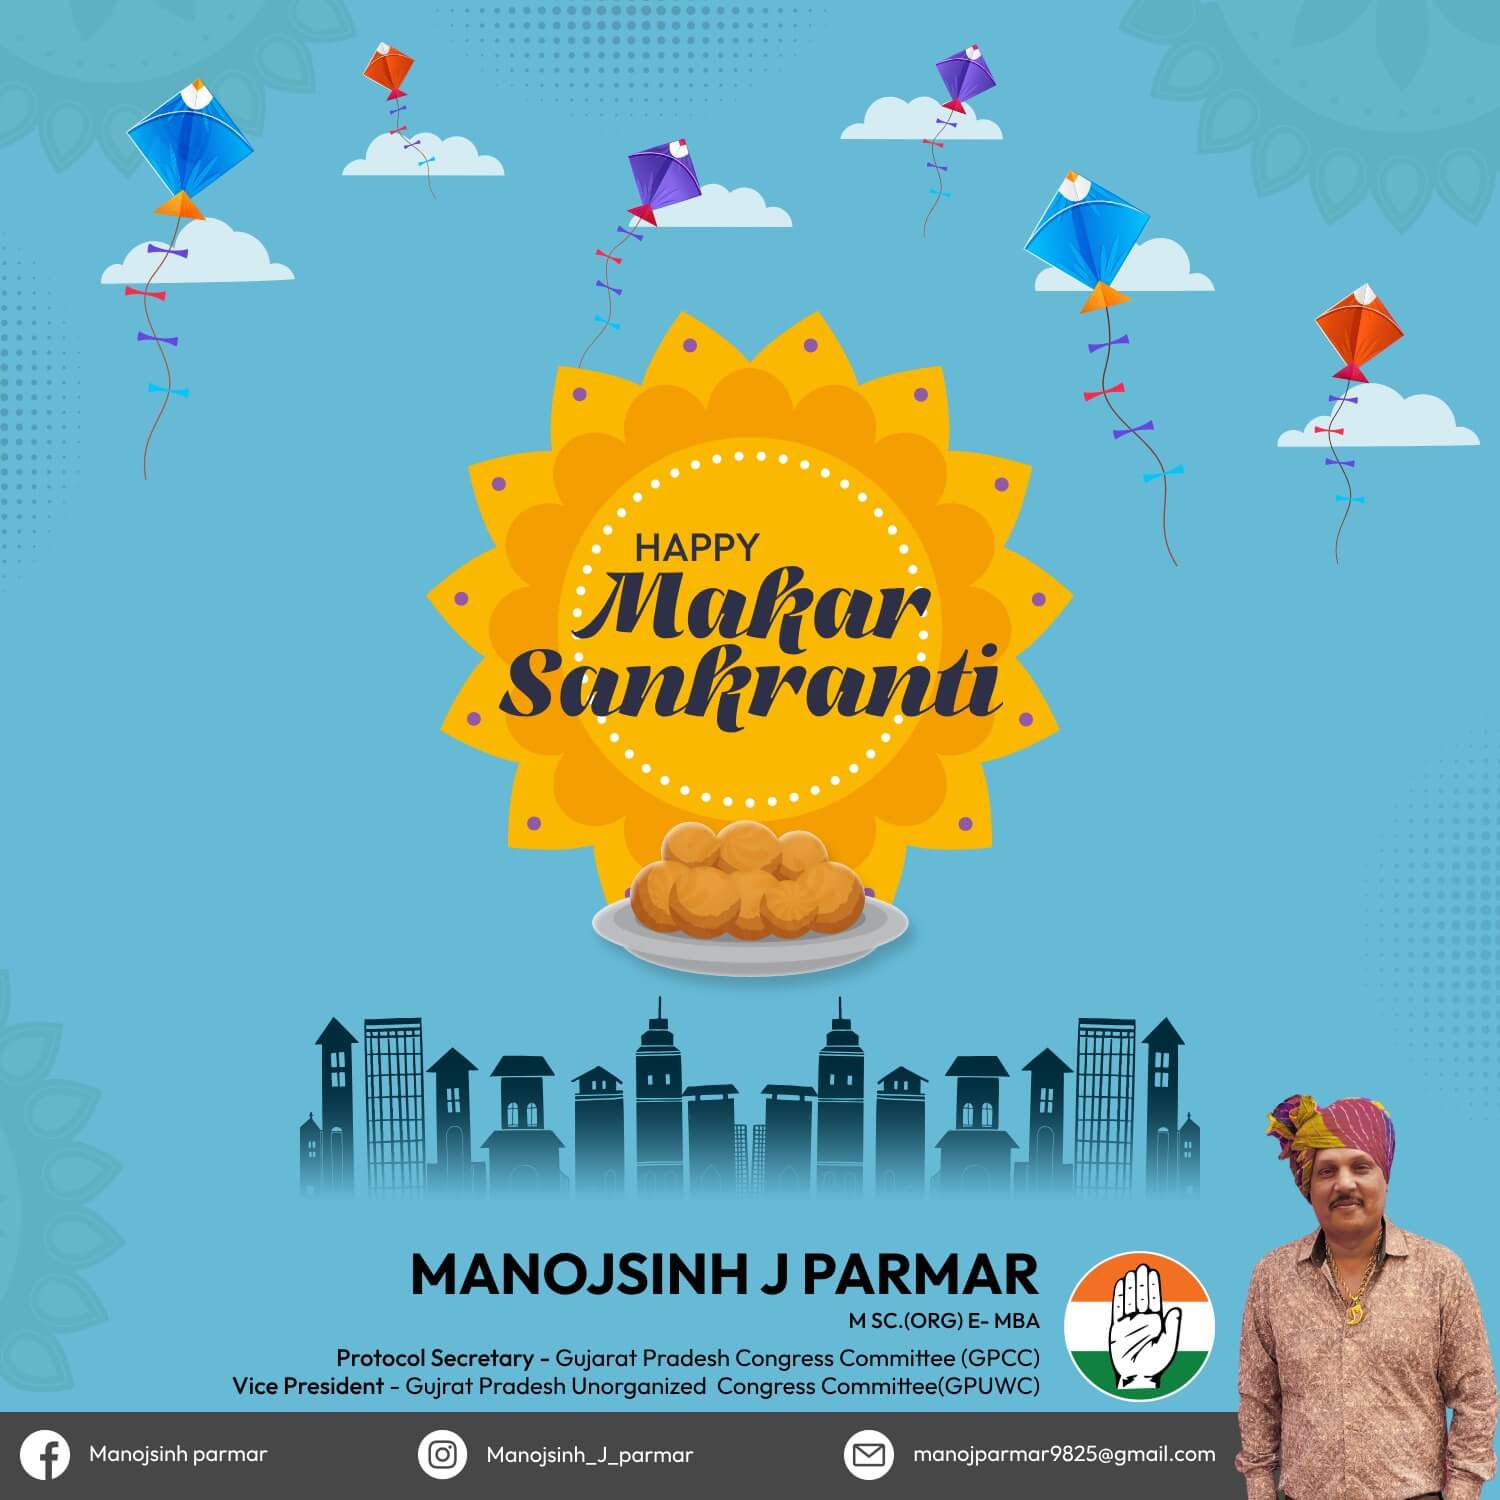 HAPPY
Makar
Sankranti
MANOJSINH J PARMAR
M SC.(ORG) E- MBA
Protocol Secretary - Gujarat Pradesh Congress Committee (GPCC)
Vice President - Gujrat Pradesh Unorganized Congress Committee(GPUWC)
Manojsinh parmar
Manojsinh_J_parmar
manojparmar9825@gmail.com